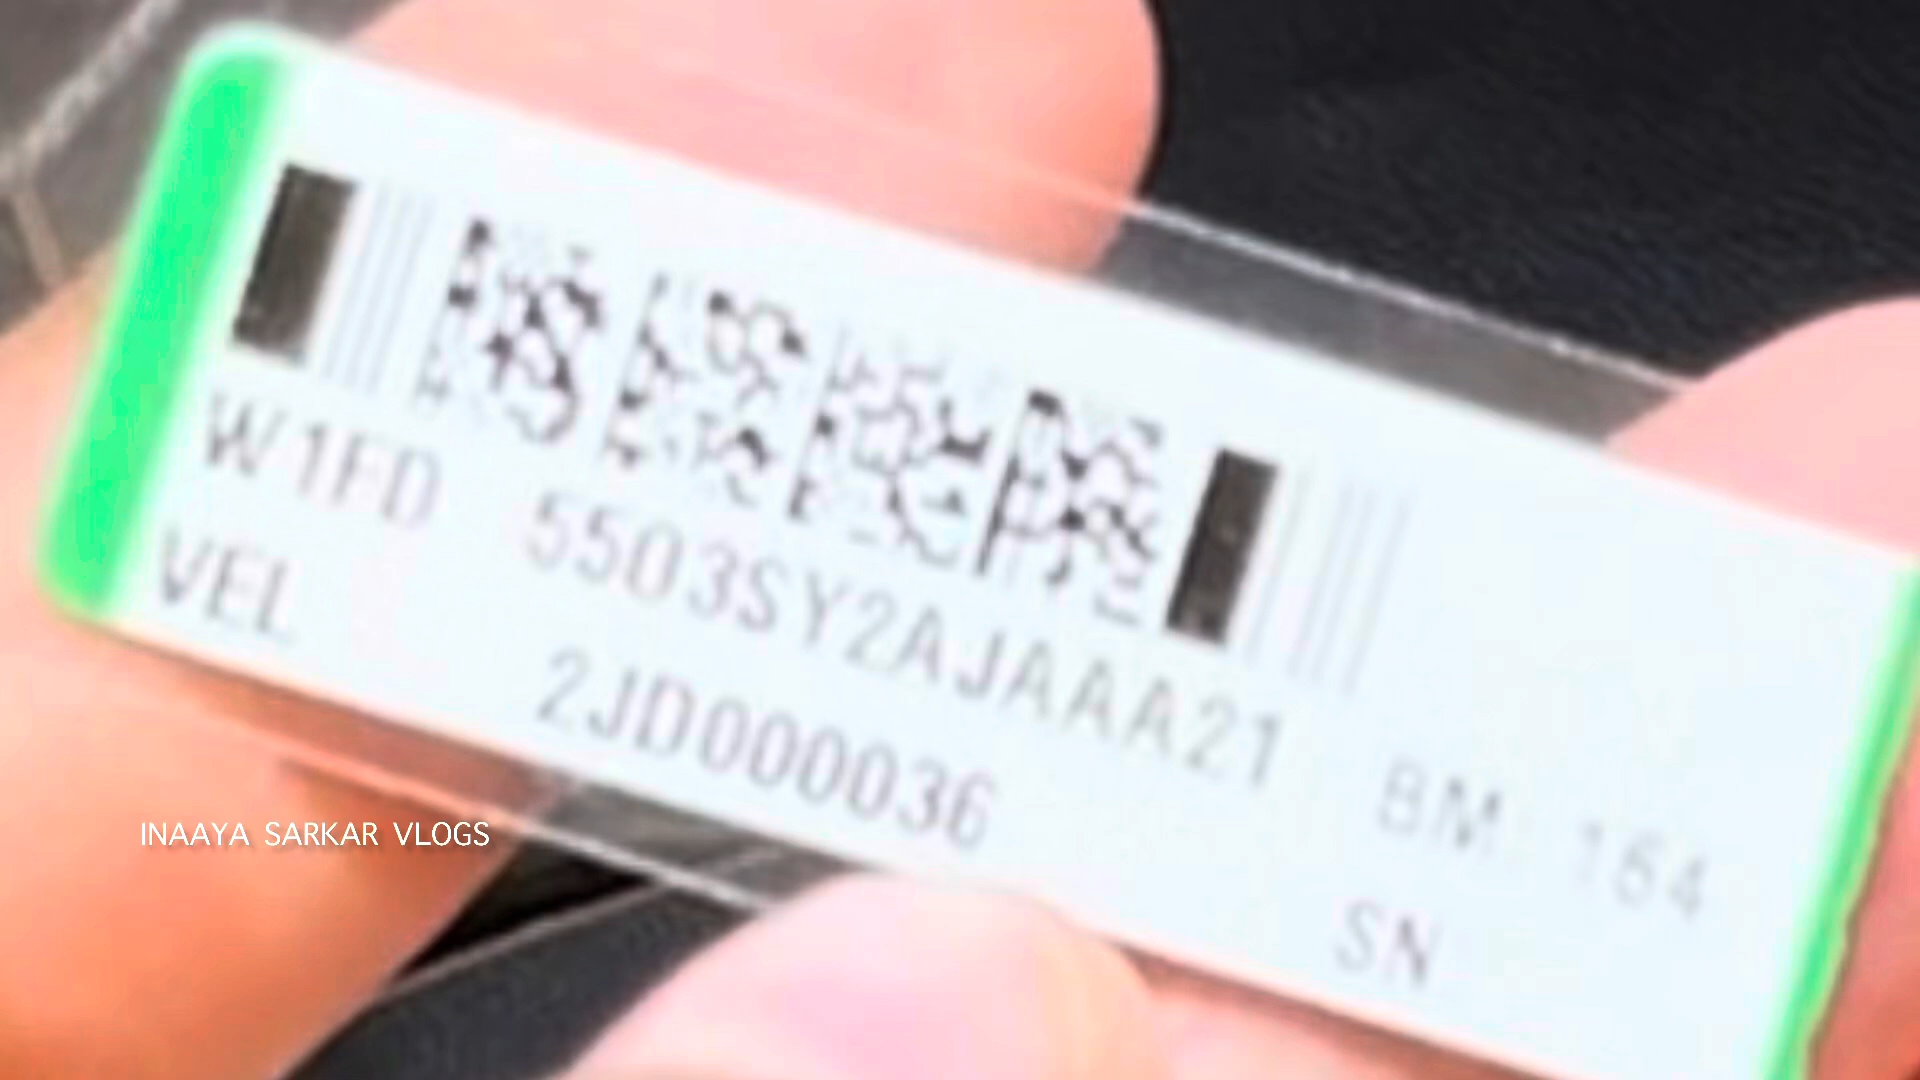 W1FD 5503SY2AJAAA21 BM 164
VEL 2JD000036 SN
INAAYA SARKAR VLOGS